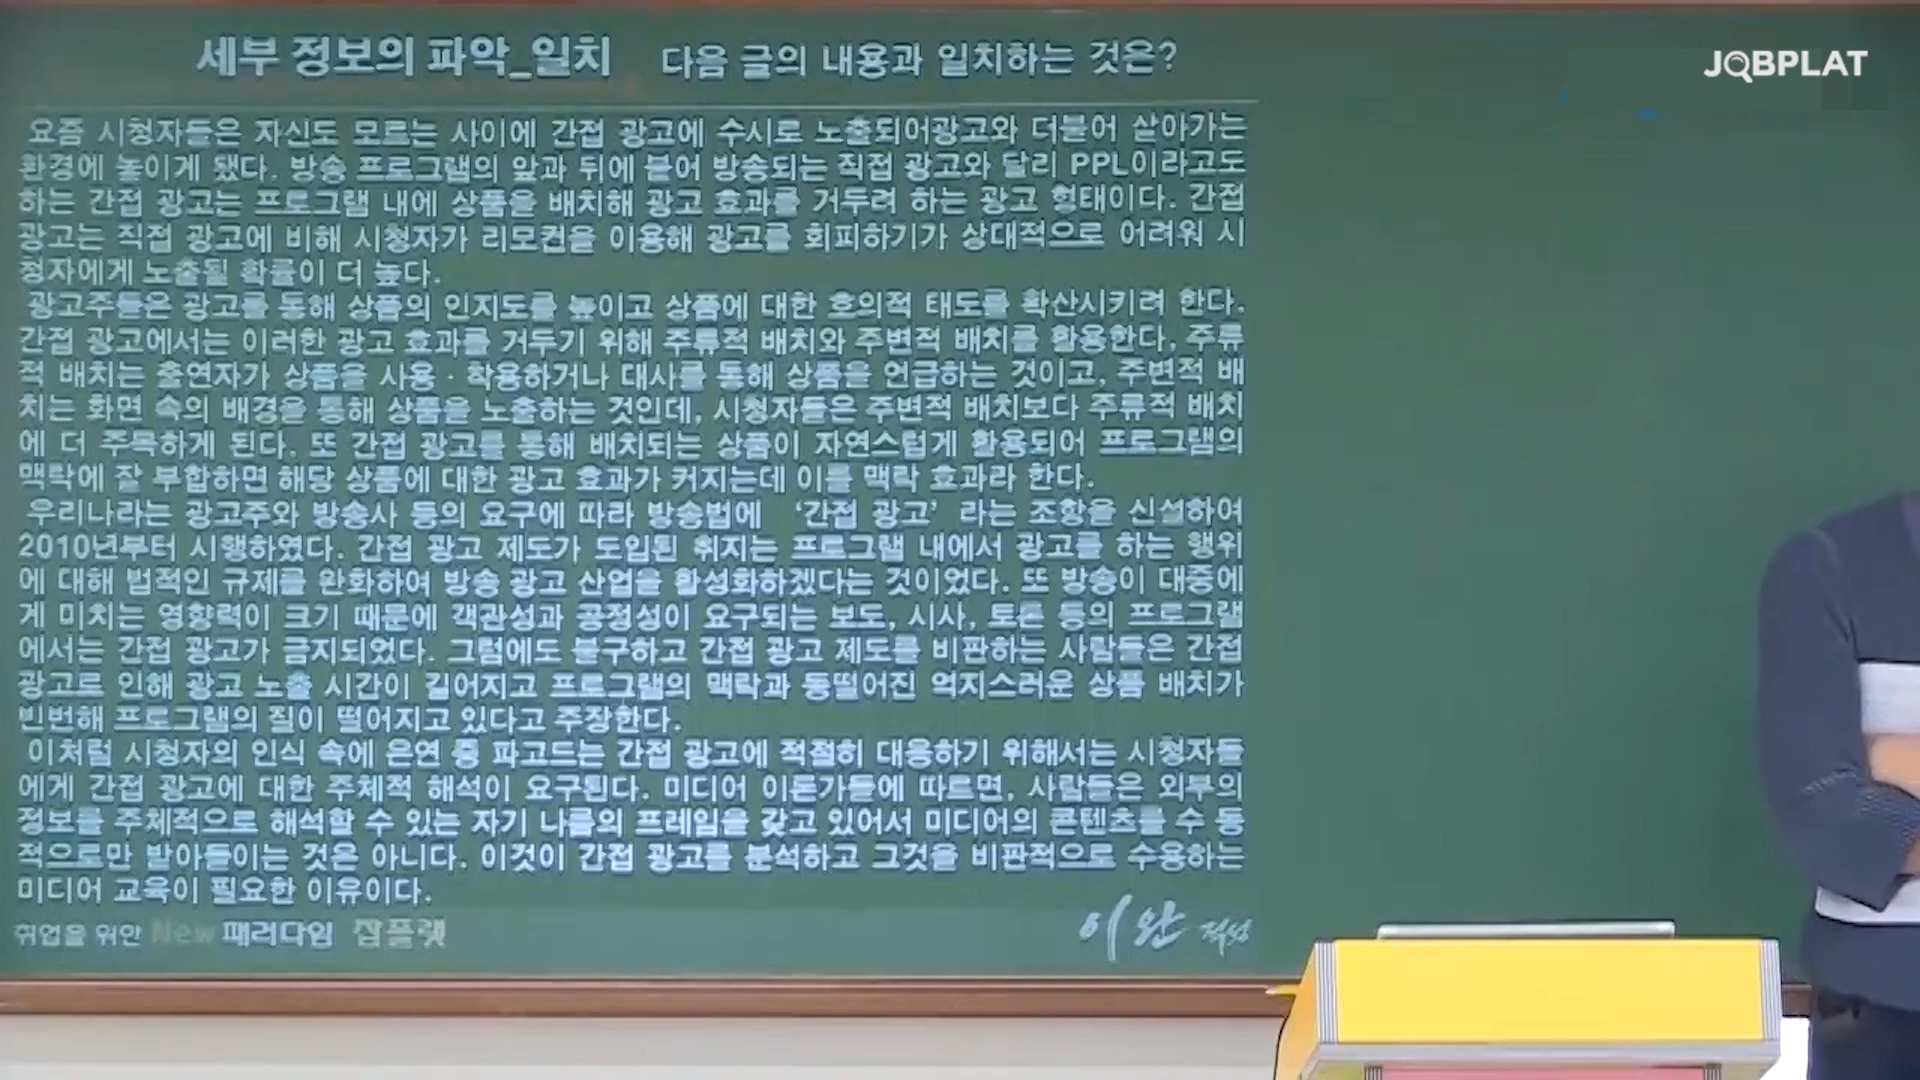 세부 정보의 파악_일치 다음 글의 내용과 일치하는 것은?
JOBPLAT
요즘 시청자들은 자신도 모르는 사이에 간접 광고에 수시로 노출되어광고와 더불어 살아가는
환경에 놓이게 됐다. 방송 프로그램의 앞과 뒤에 붙어 방송되는 직접 광고와 달리 PPL이라고도
하는 간접 광고는 프로그램 내에 상품을 배치해 광고 효과를 거두려 하는 광고 형태이다. 간접
광고는 직접 광고에 비해 시청자가 리모컨을 이용해 광고를 회피하기가 상대적으로 어려워 시
청자에게 노출될 확률이 더 높다.
광고주들은 광고를 통해 상품의 인지도를 높이고 상품에 대한 호의적 태도를 확산시키려 한다.
간접 광고에서는 이러한 광고 효과를 거두기 위해 주류적 배치와 주변적 배치를 활용한다. 주류
적 배치는 출연자가 상품을 사용·착용하거나 대사를 통해 상품을 언급하는 것이고, 주변적 배
치는 화면 속의 배경을 통해 상품을 노출하는 것인데, 시청자들은 주변적 배치보다 주류적 배치
에 더 주목하게 된다. 또 간접 광고를 통해 배치되는 상품이 자연스럽게 활용되어 프로그램의
맥락에 잘 부합하면 해당 상품에 대한 광고 효과가 커지는데 이를 맥락 효과라 한다.
우리나라는 광고주와 방송사 등의 요구에 따라 방송법에 '간접 광고' 라는 조항을 신설하여
2010년부터 시행하였다. 간접 광고 제도가 도입된 취지는 프로그램 내에서 광고를 하는 행위
에 대해 법적인 규제를 완화하여 방송 광고 산업을 활성화하겠다는 것이었다. 또 방송이 대중에
게 미치는 영향력이 크기 때문에 객관성과 공정성이 요구되는 보도, 시사, 토론 등의 프로그램
에서는 간접 광고가 금지되었다. 그럼에도 불구하고 간접 광고 제도를 비판하는 사람들은 간접
광고로 인해 광고 노출 시간이 길어지고 프로그램의 맥락과 동떨어진 억지스러운 상품 배치가
빈번해 프로그램의 질이 떨어지고 있다고 주장한다.
이처럼 시청자의 인식 속에 은연 중 파고드는 간접 광고에 적절히 대응하기 위해서는 시청자들
에게 간접 광고에 대한 주체적 해석이 요구된다. 미디어 이론가들에 따르면, 사람들은 외부의
정보를 주체적으로 해석할 수 있는 자기 나름의 프레임을 갖고 있어서 미디어의 콘텐츠를 수 동
적으로만 받아들이는 것은 아니다. 이것이 간접 광고를 분석하고 그것을 비판적으로 수용하는
미디어 교육이 필요한 이유이다.
취업을 위한 New 패러다임 잡플랫
이완 적성